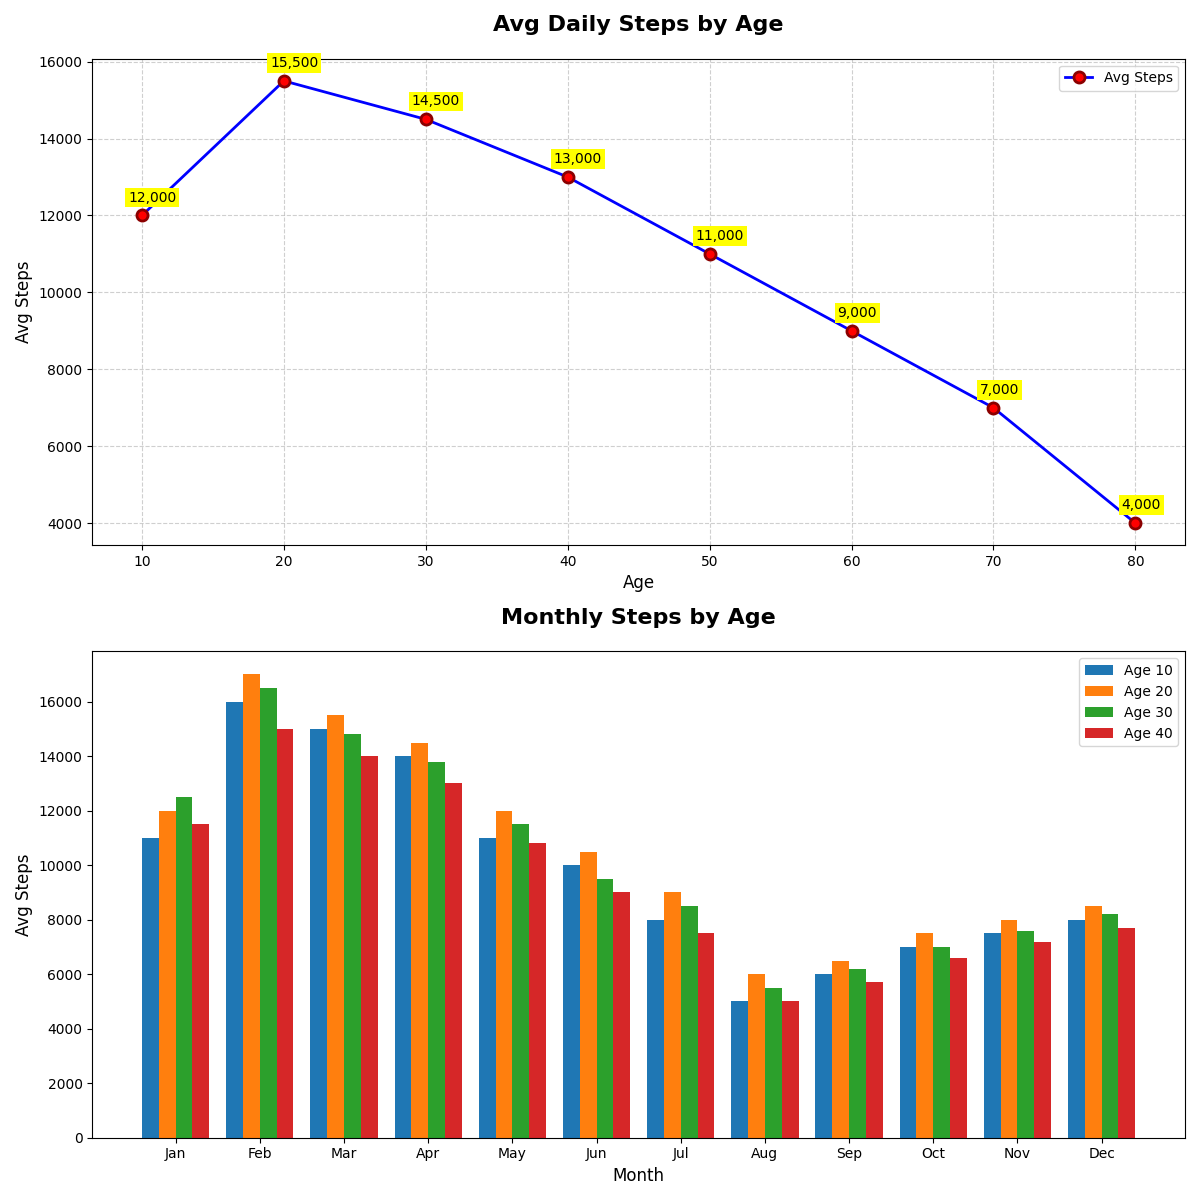 Avg Daily Steps by Age
16000
14000
12000
10000
8000
6000
4000
Avg Steps
12,000
15,500
14,500
13,000
11,000
9,000
7,000
4,000
Avg Steps
10 20 30 40 50 60 70 80
Age
Monthly Steps by Age
16000
14000
12000
10000
8000
6000
4000
2000
0
Avg Steps
Age 10
Age 20
Age 30
Age 40
Jan Feb Mar Apr May Jun Jul Aug Sep Oct Nov Dec
Month